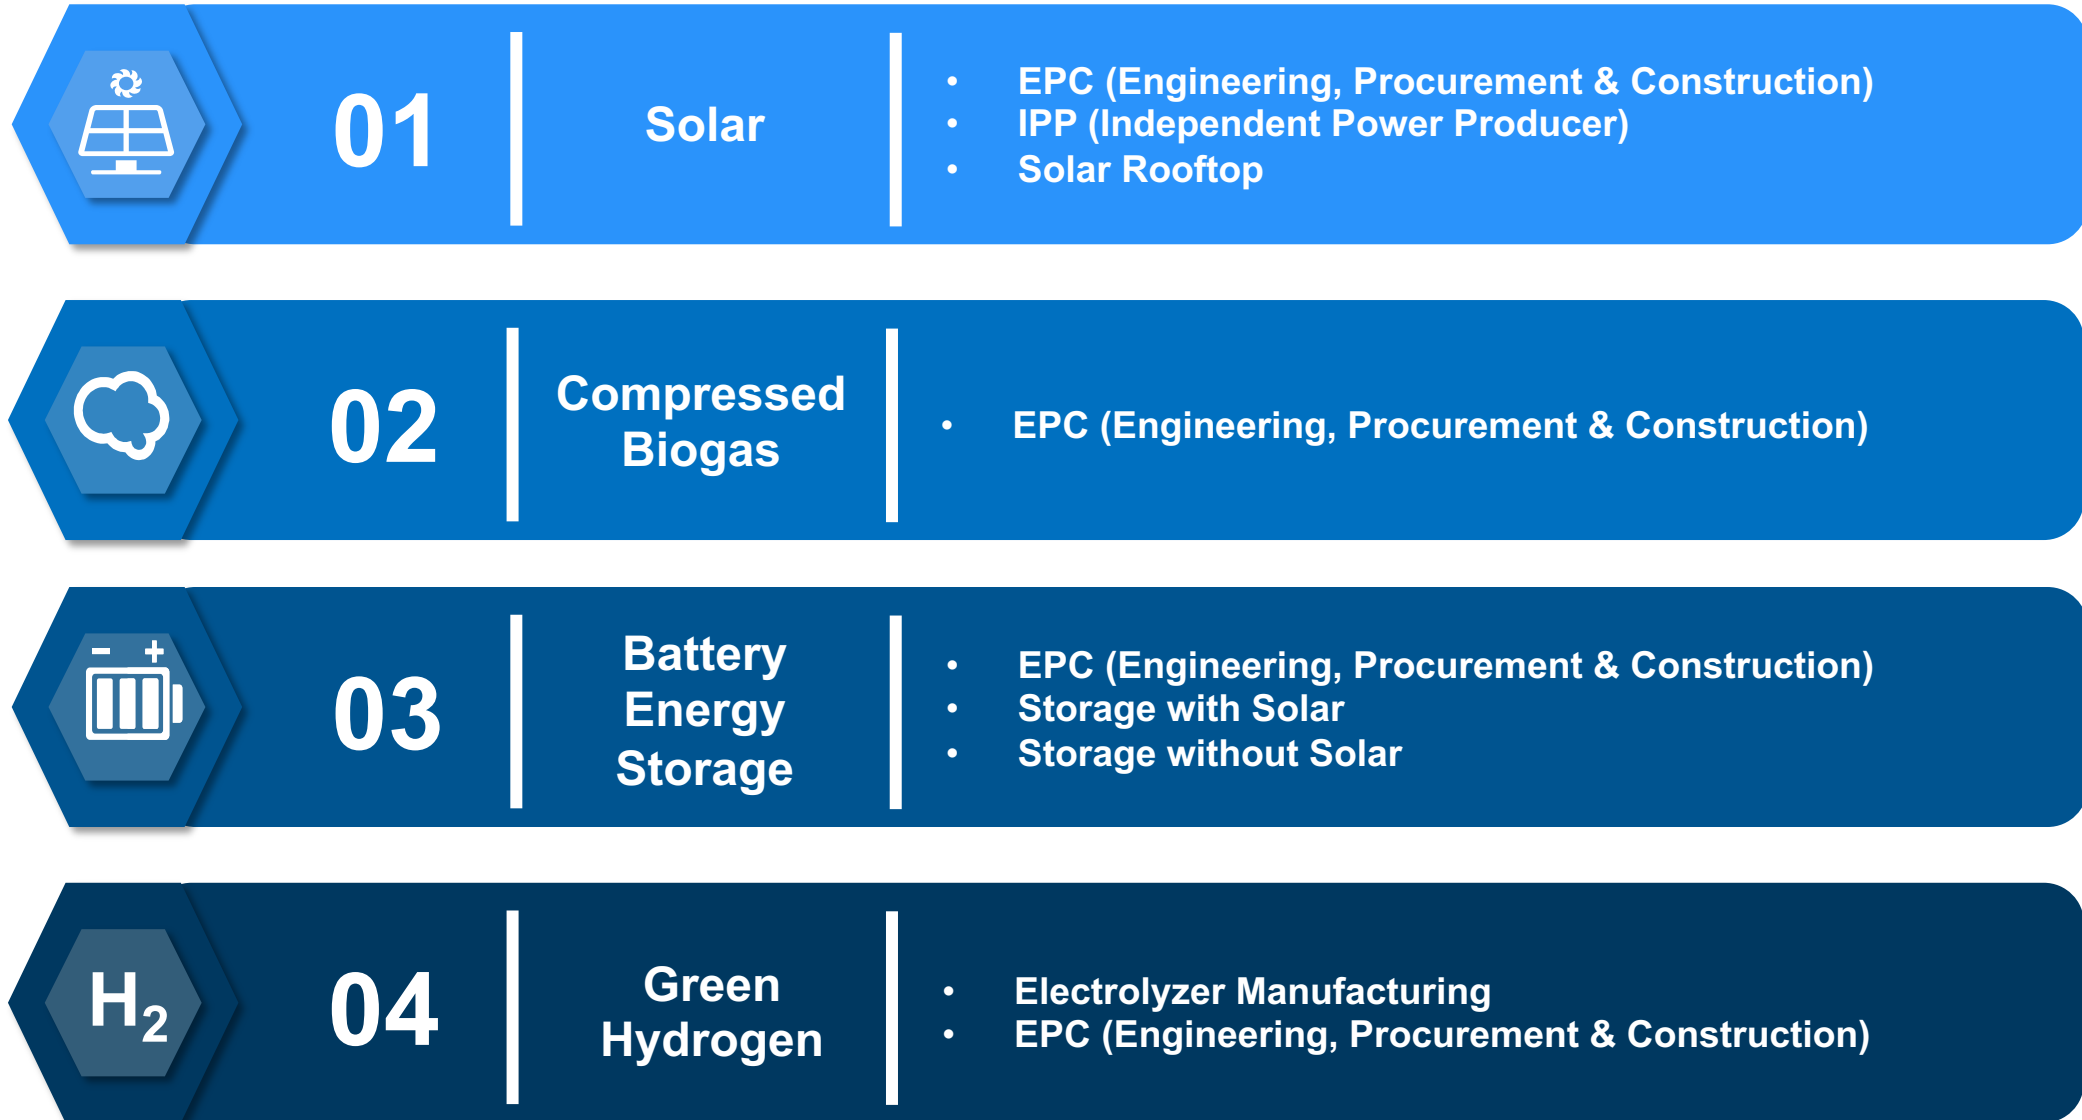 01
Solar
• EPC (Engineering, Procurement & Construction)
• IPP (Independent Power Producer)
• Solar Rooftop
02
Compressed
Biogas
• EPC (Engineering, Procurement & Construction)
03
Battery
Energy
Storage
• EPC (Engineering, Procurement & Construction)
• Storage with Solar
• Storage without Solar
H₂
04
Green
Hydrogen
• Electrolyzer Manufacturing
• EPC (Engineering, Procurement & Construction)